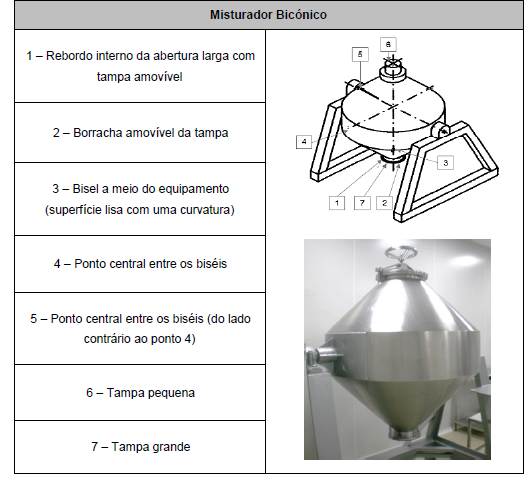 Misturador Bicónico
1 – Rebordo interno da abertura larga com
tampa amovível
2 – Borracha amovível da tampa
3 – Bisel a meio do equipamento
(superfície lisa com uma curvatura)
4 – Ponto central entre os biséis
5 – Ponto central entre os biséis (do lado
contrário ao ponto 4)
6 – Tampa pequena
7 – Tampa grande
6
5
4
3
1
7
2